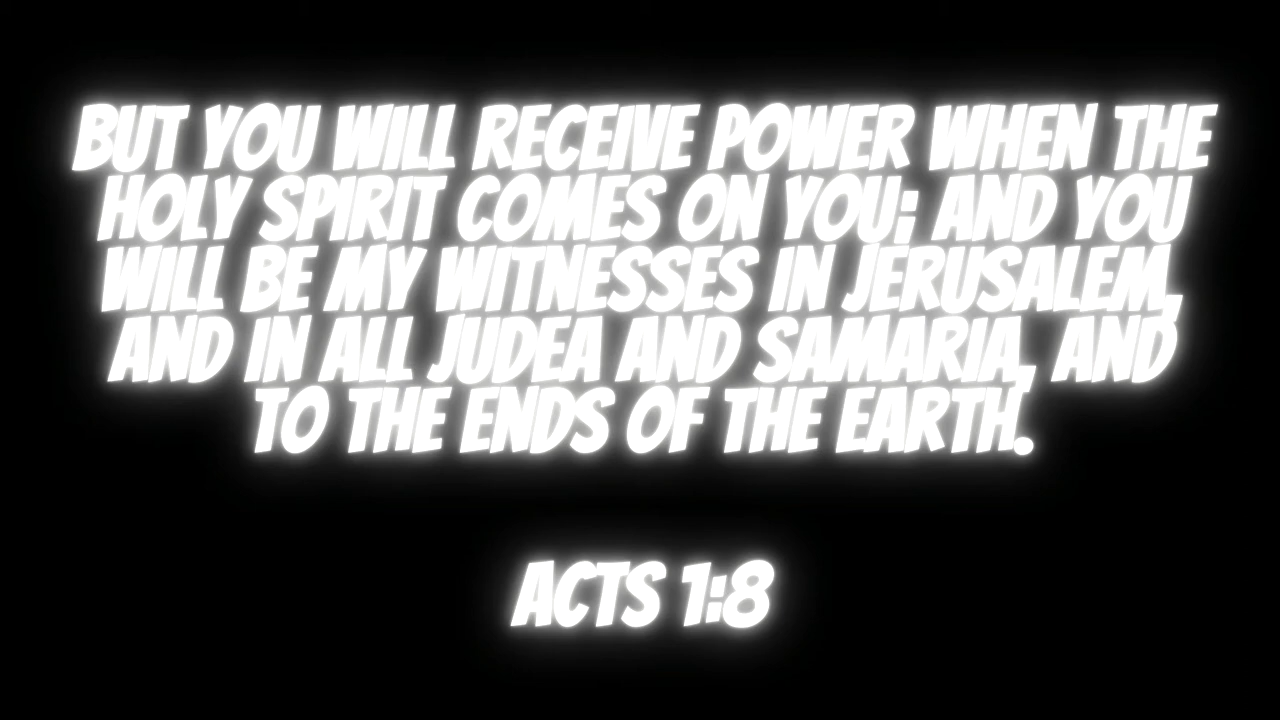 BUT YOU WILL RECEIVE POWER WHEN THE
HOLY SPIRIT COMES ON YOU; AND YOU
WILL BE MY WITNESSES IN JERUSALEM,
AND IN ALL JUDEA AND SAMARIA, AND
TO THE ENDS OF THE EARTH.
ACTS 1:8